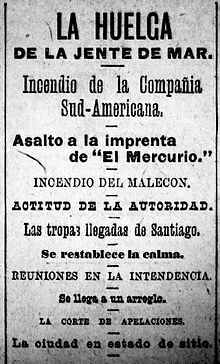 LA HUELGA
DE LA JENTE DE MAR.
Incendio de la Compañia
Sud-Americana.
Asalto a la imprenta
de "El Mercurio."
INCENDIO DEL MALECON.
ACTITUD DE LA AUTORIDAD.
Las tropas llegadas de Santiago.
Se restablece la calma.
REUNIONES EN LA INTENDENCIA.
Se llega a un arreglo.
LA CORTE DE APELACIONES.
La ciudad en estado de sitio.